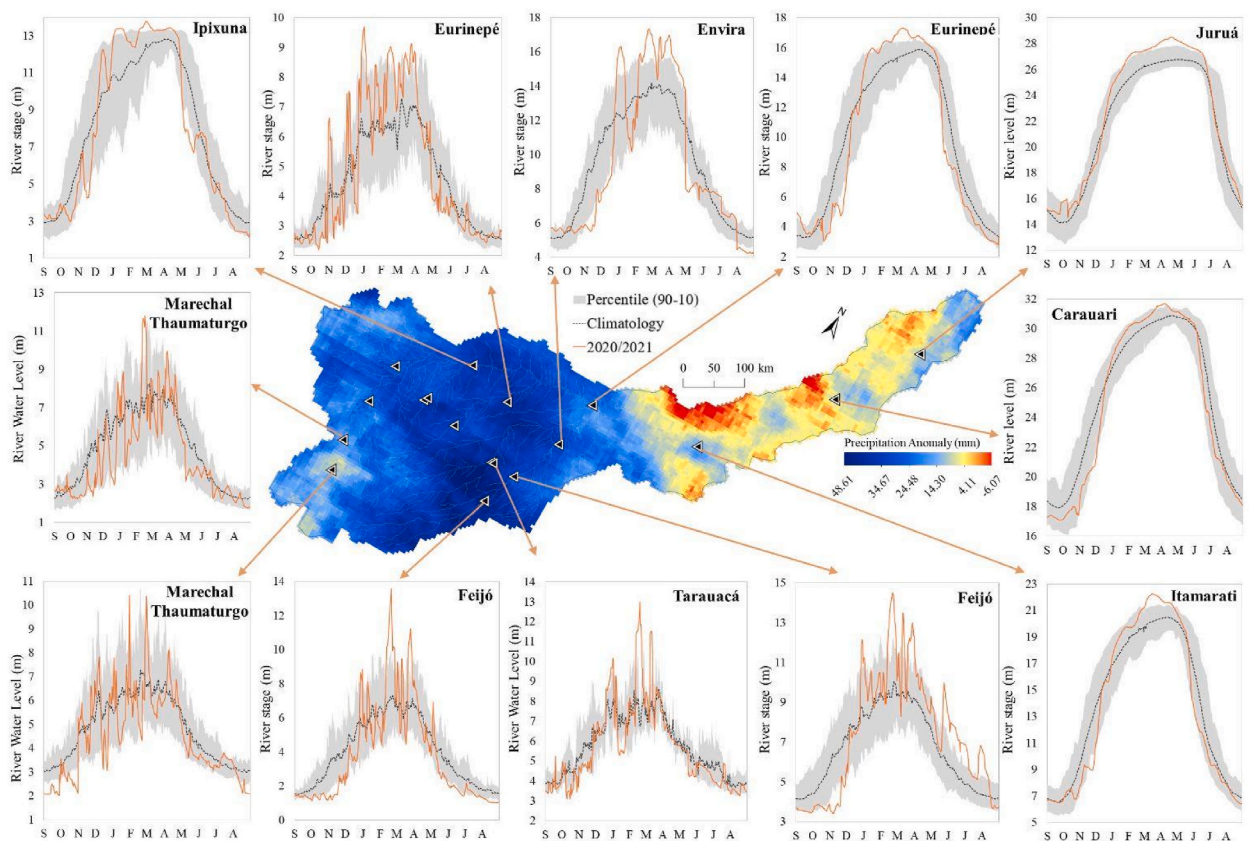 Ipixuna
River stage (m)
13
11
9
7
5
3
1
S O N D J F M A M J J A
Eurinepé
River stage (m)
10
9
8
7
6
5
4
3
2
S O N D J F M A M J J A
Envira
River stage (m)
18
16
14
12
10
8
6
4
S O N D J F M A M J J A
Eurinepé
River stage (m)
18
16
14
12
10
8
6
4
2
S O N D J F M A M J J A
Juruá
River level (m)
30
28
26
24
22
20
18
16
14
12
S O N D J F M A M J J A
Marechal
Thaumaturgo
River Water Level (m)
13
11
9
7
5
3
1
S O N D J F M A M J J A
Percentile (90-10)
Climatology
2020/2021
N
0 50 100 km
Precipitation Anomaly (mm)
48.61 34.67 24.48 14.30 4.11 -6.07
Carauari
River level (m)
32
30
28
26
24
22
20
18
16
S O N D J F M A M J J A
Marechal
Thaumaturgo
River Water Level (m)
11
10
9
8
7
6
5
4
3
2
1
S O N D J F M A M J J A
Feijó
River stage (m)
14
12
10
8
6
4
2
0
S O N D J F M A M J J A
Tarauacá
River Water Level (m)
14
13
12
11
10
9
8
7
6
5
4
3
2
S O N D J F M A M J J A
Feijó
River stage (m)
15
13
11
9
7
5
3
S O N D J F M A M J J A
Itamarati
River stage (m)
23
21
19
17
15
13
11
9
7
5
S O N D J F M A M J J A